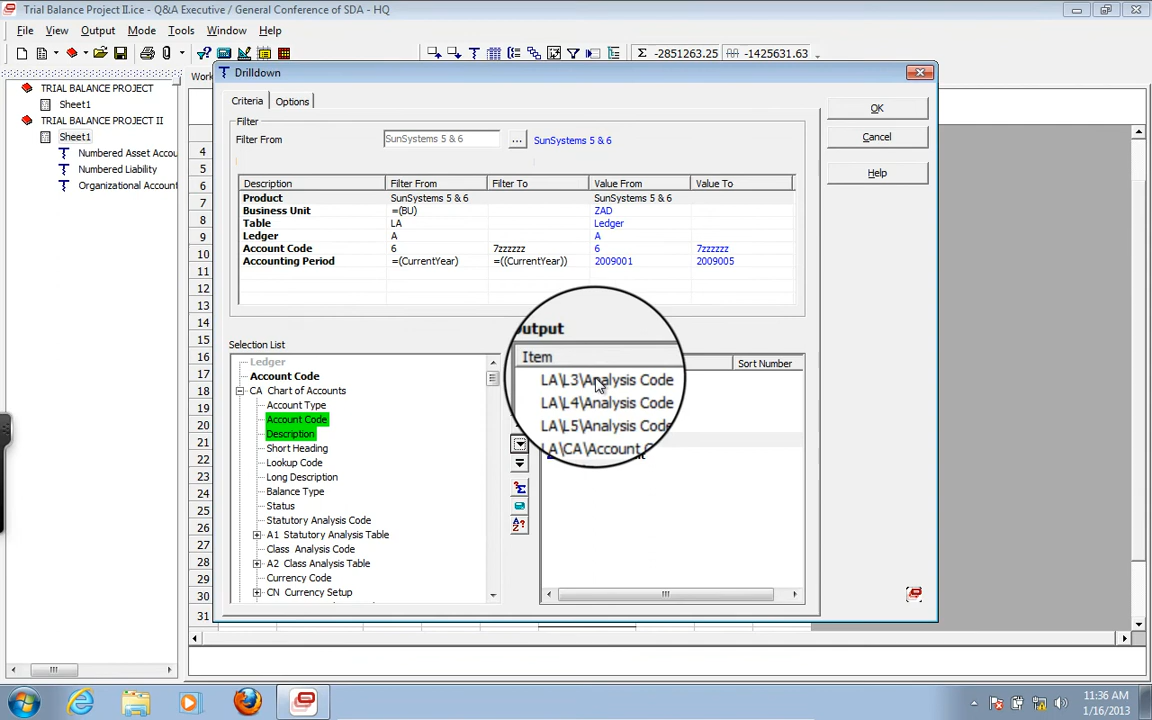 Trial Balance Project II.ice - Q&A Executive / General Conference of SDA - HQ
File View Output Mode Tools Window Help
Σ -2851263.25 -1425631.63
TRIAL BALANCE PROJECT
Sheet1
TRIAL BALANCE PROJECT II
Sheet1
Numbered Asset Accou
Numbered Liability
Organizational Account
Work
Drilldown
Criteria Options
OK
Cancel
Help
Filter
Filter From SunSystems 5 & 6 ... SunSystems 5 & 6
Description Filter From Filter To Value From Value To
Product SunSystems 5 & 6 SunSystems 5 & 6
Business Unit =(BU) ZAD
Table LA Ledger
Ledger A A
Account Code 6 7zzzzzz 6 7zzzzzz
Accounting Period =(CurrentYear) =((CurrentYear)) 2009001 2009005
Selection List
Ledger
Account Code
CA Chart of Accounts
Account Type
Account Code
Description
Short Heading
Lookup Code
Long Description
Balance Type
Status
Statutory Analysis Code
A1 Statutory Analysis Table
Class Analysis Code
A2 Class Analysis Table
Currency Code
CN Currency Setup
Output
Item Sort Number
LA\L3\Analysis Code
LA\L4\Analysis Code
LA\L5\Analysis Code
LA\CA\Account
4
5
6
7
8
9
10
11
12
13
14
15
16
17
18
19
20
21
22
23
24
25
26
27
28
29
30
31
11:36 AM
1/16/2013